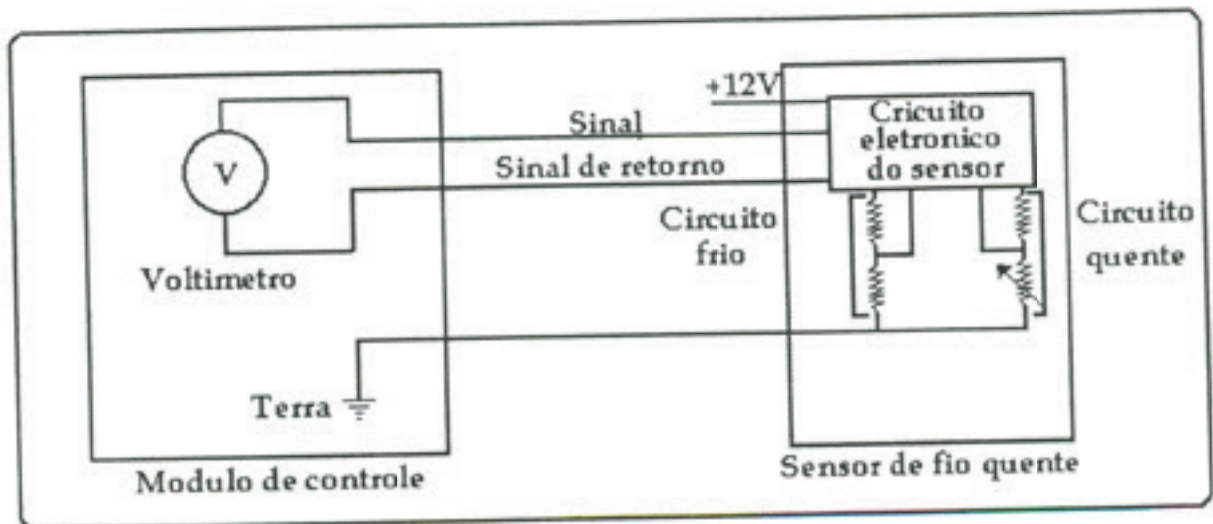 +12V
Sinal
Cricuito
eletronico
do sensor
V
Sinal de retorno
Circuito
frio
Circuito
quente
Voltimetro
Terra
Modulo de controle
Sensor de fio quente